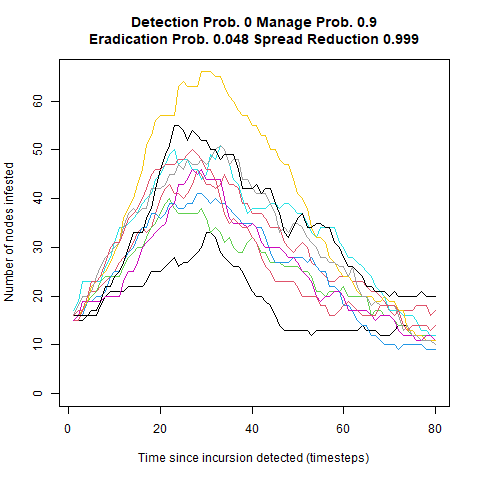 Detection Prob. 0 Manage Prob. 0.9
Eradication Prob. 0.048 Spread Reduction 0.999
Number of nodes infested
60
50
40
30
20
10
0
0 20 40 60 80
Time since incursion detected (timesteps)